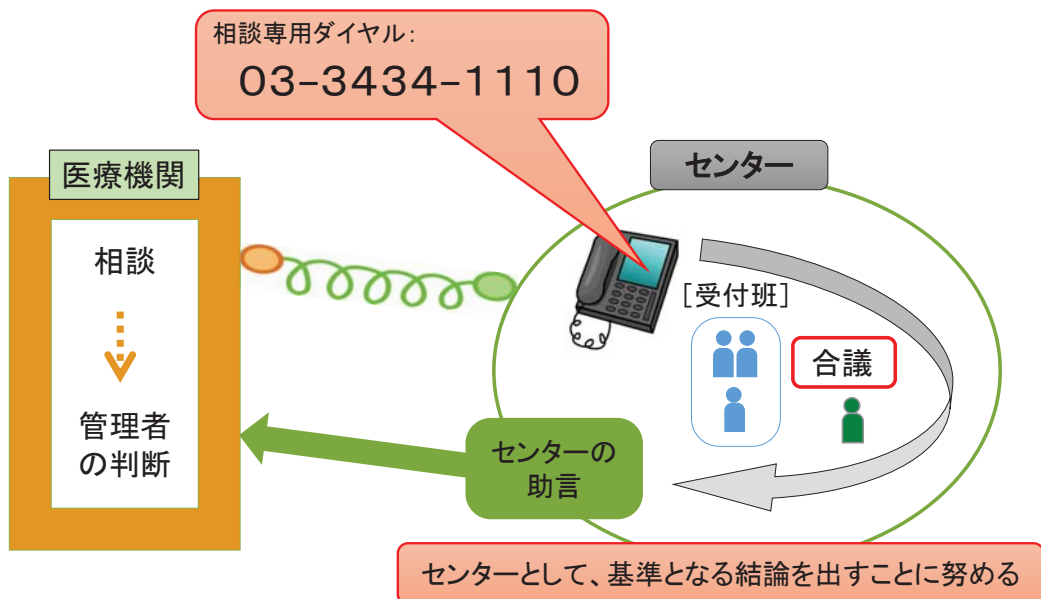 相談専用ダイヤル:
03-3434-1110
医療機関
センター
相談
[受付班]
合議
管理者
の判断
センターの
助言
センターとして、基準となる結論を出すことに努める